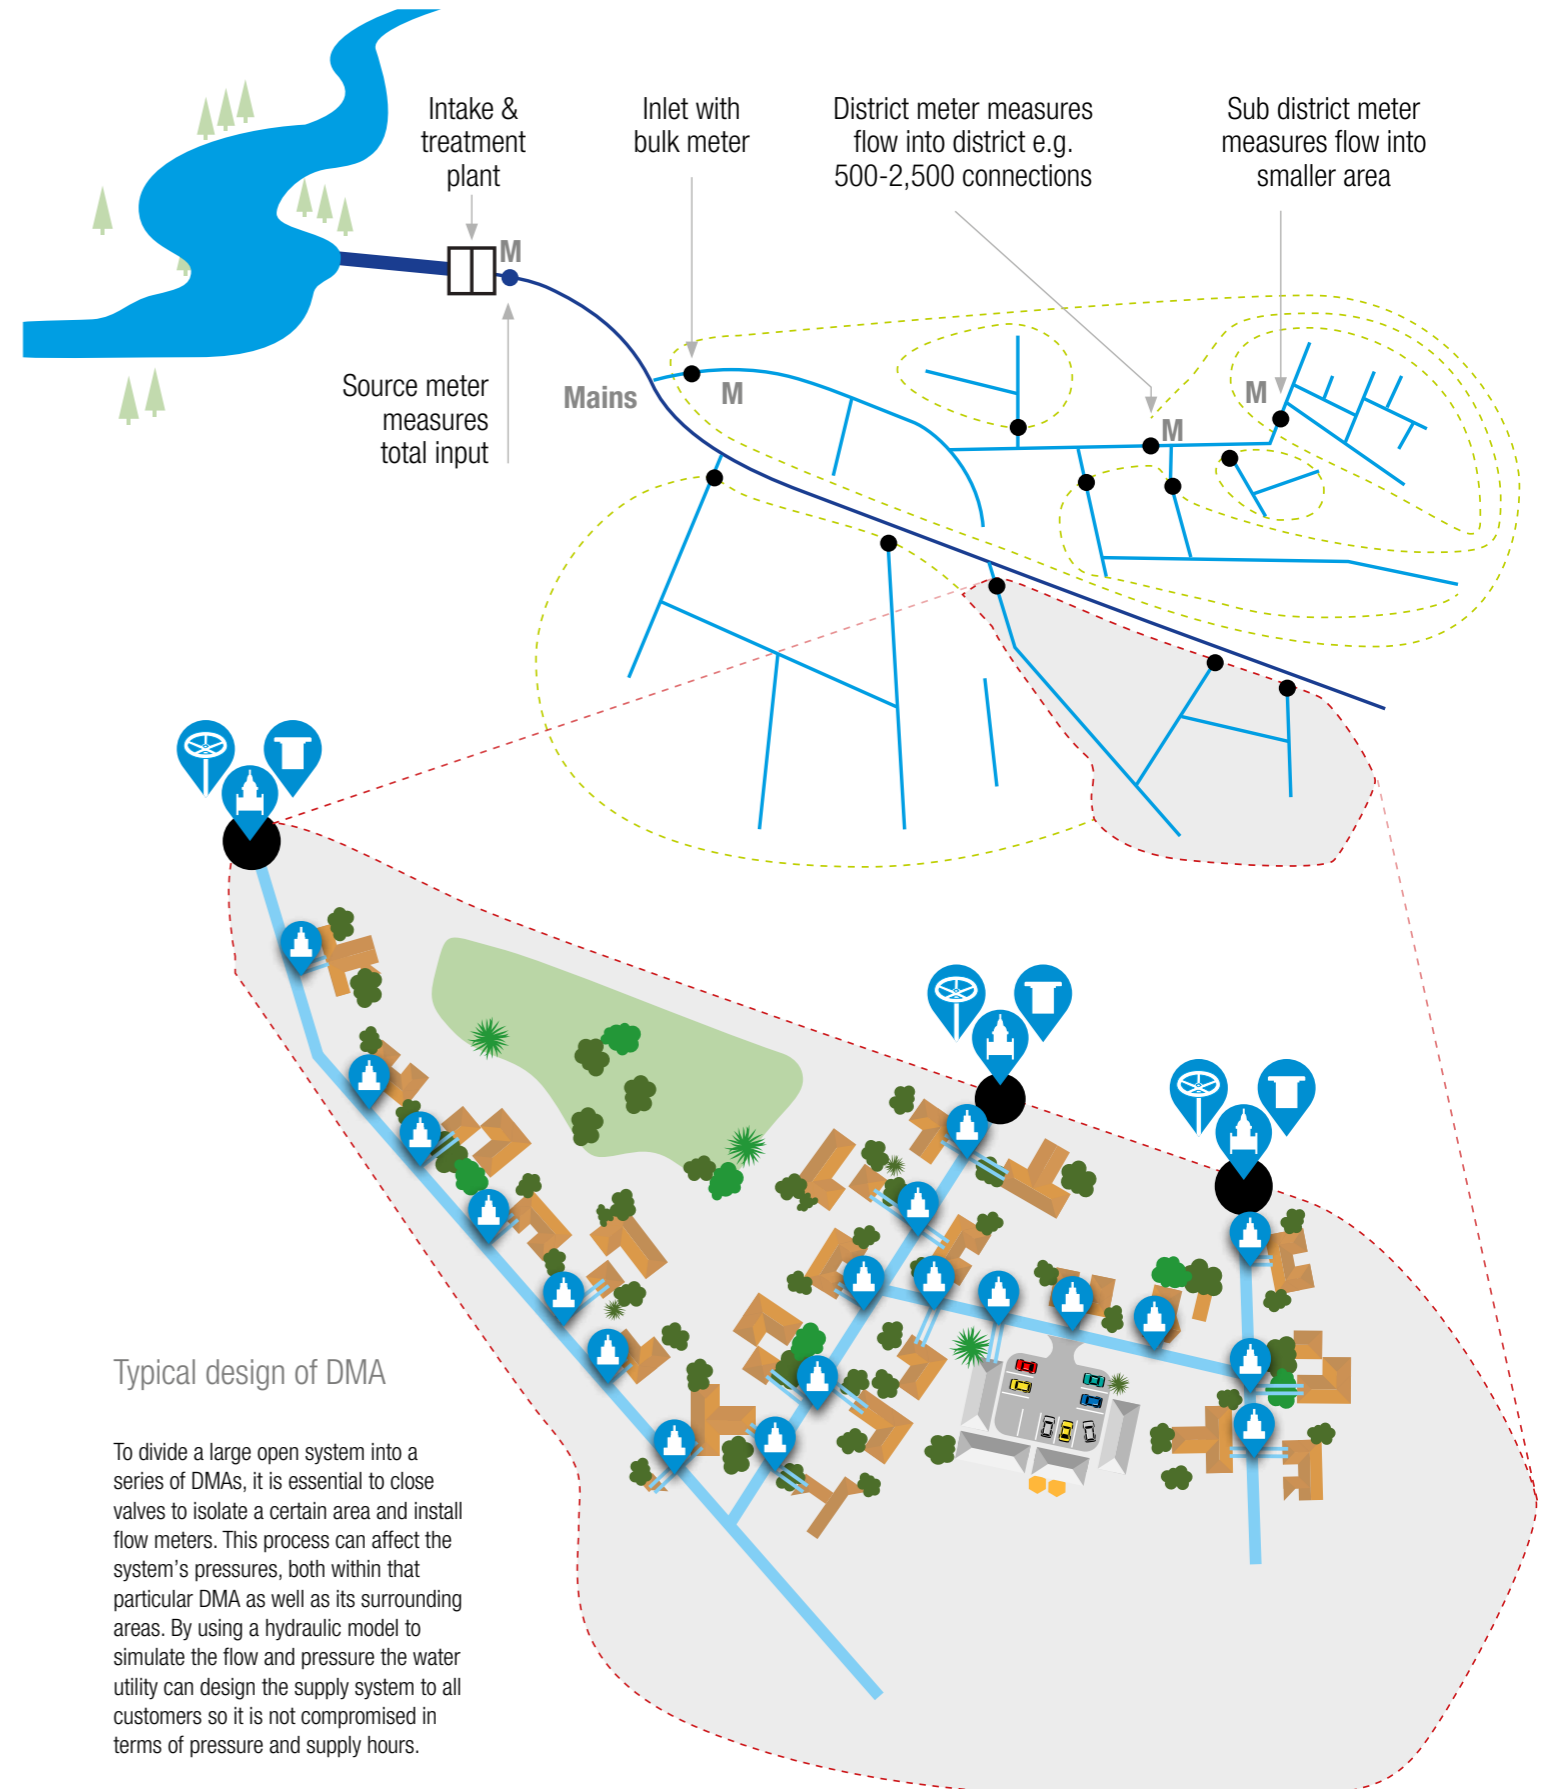 Intake &
treatment
plant
Inlet with
bulk meter
District meter measures
flow into district e.g.
500-2,500 connections
Sub district meter
measures flow into
smaller area
M
Source meter
measures
total input
Mains
M
M
M
Typical design of DMA
To divide a large open system into a
series of DMAs, it is essential to close
valves to isolate a certain area and install
flow meters. This process can affect the
system’s pressures, both within that
particular DMA as well as its surrounding
areas. By using a hydraulic model to
simulate the flow and pressure the water
utility can design the supply system to all
customers so it is not compromised in
terms of pressure and supply hours.